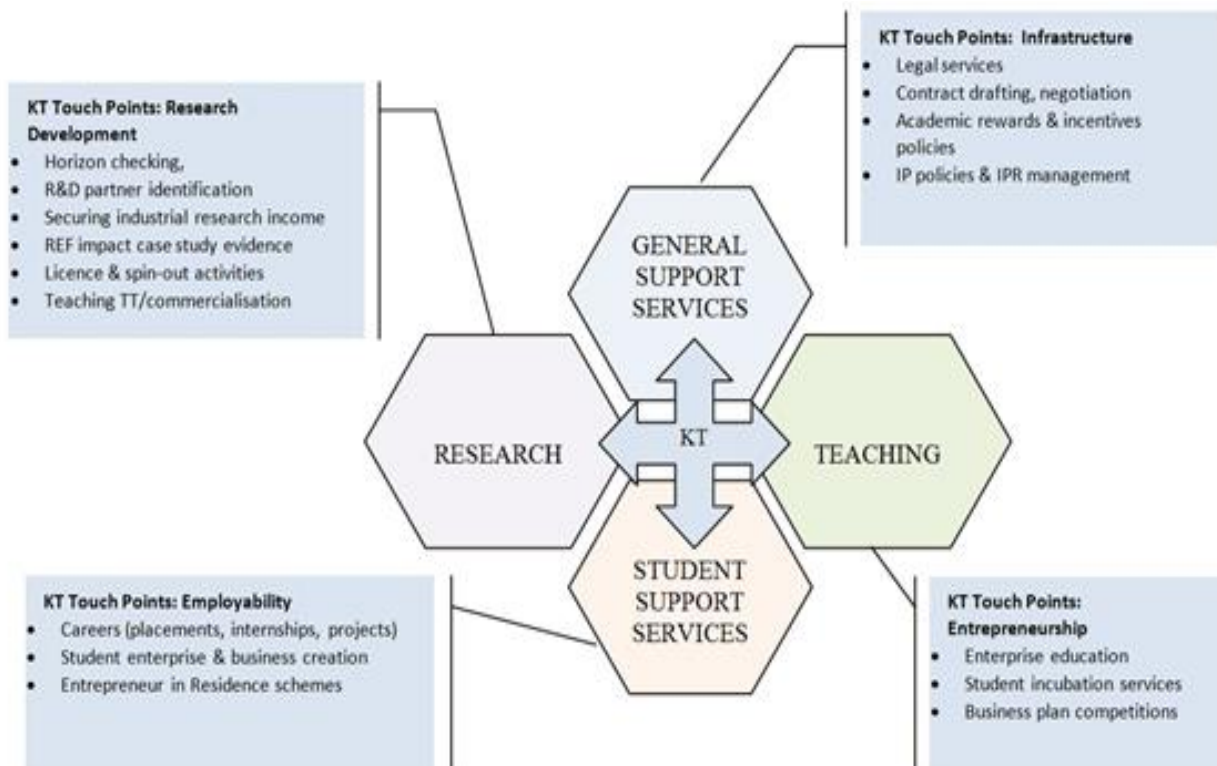 KT Touch Points: Infrastructure
• Legal services
• Contract drafting, negotiation
• Academic rewards & incentives
policies
• IP policies & IPR management
KT Touch Points: Research
Development
• Horizon checking,
• R&D partner identification
• Securing industrial research income
• REF impact case study evidence
• Licence & spin-out activities
• Teaching TT/commercialisation
GENERAL
SUPPORT
SERVICES
RESEARCH
KT
TEACHING
STUDENT
SUPPORT
SERVICES
KT Touch Points: Employability
• Careers (placements, internships, projects)
• Student enterprise & business creation
• Entrepreneur in Residence schemes
KT Touch Points:
Entrepreneurship
• Enterprise education
• Student incubation services
• Business plan competitions